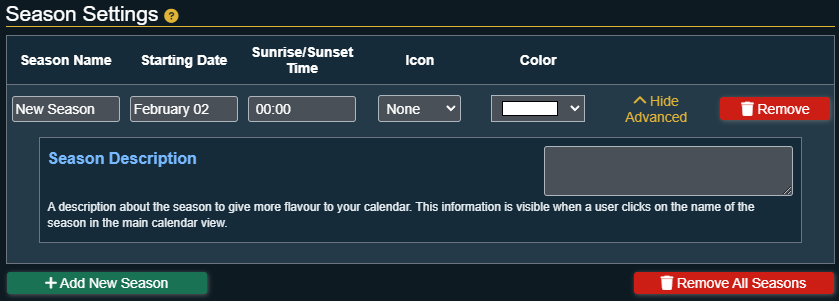 Season Settings ?
Season Name Starting Date Sunrise/Sunset Time Icon Color
New Season February 02 00:00 None Hide Advanced Remove
Season Description
A description about the season to give more flavour to your calendar. This information is visible when a user clicks on the name of the
season in the main calendar view.
Add New Season Remove All Seasons